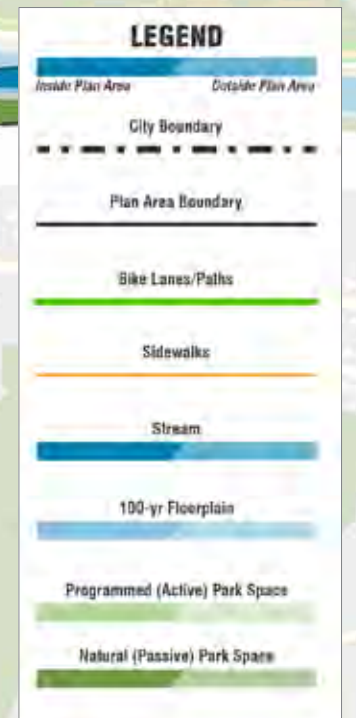 LEGEND
Inside Plan Area Outside Plan Area
City Boundary
Plan Area Boundary
Bike Lanes/Paths
Sidewalks
Stream
100-yr Floorplain
Programmed (Active) Park Space
Natural (Passive) Park Space